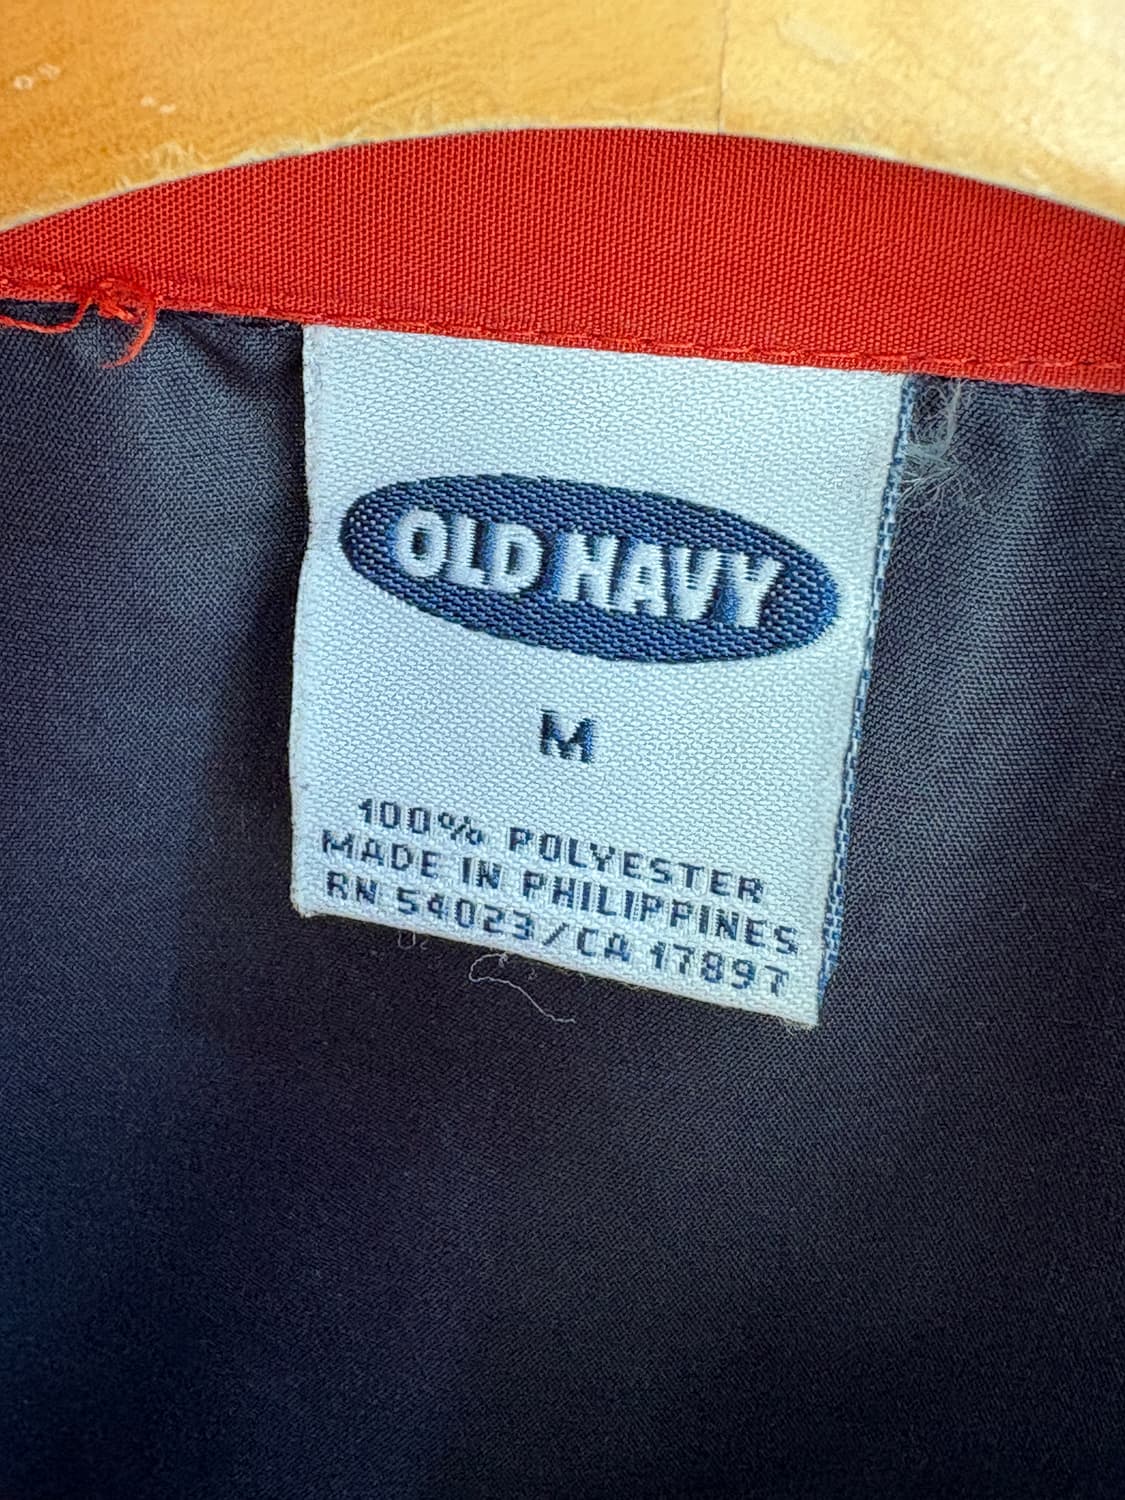 OLD NAVY
M
100% POLYESTER
MADE IN PHILIPPINES
RN 54023/CA 17897